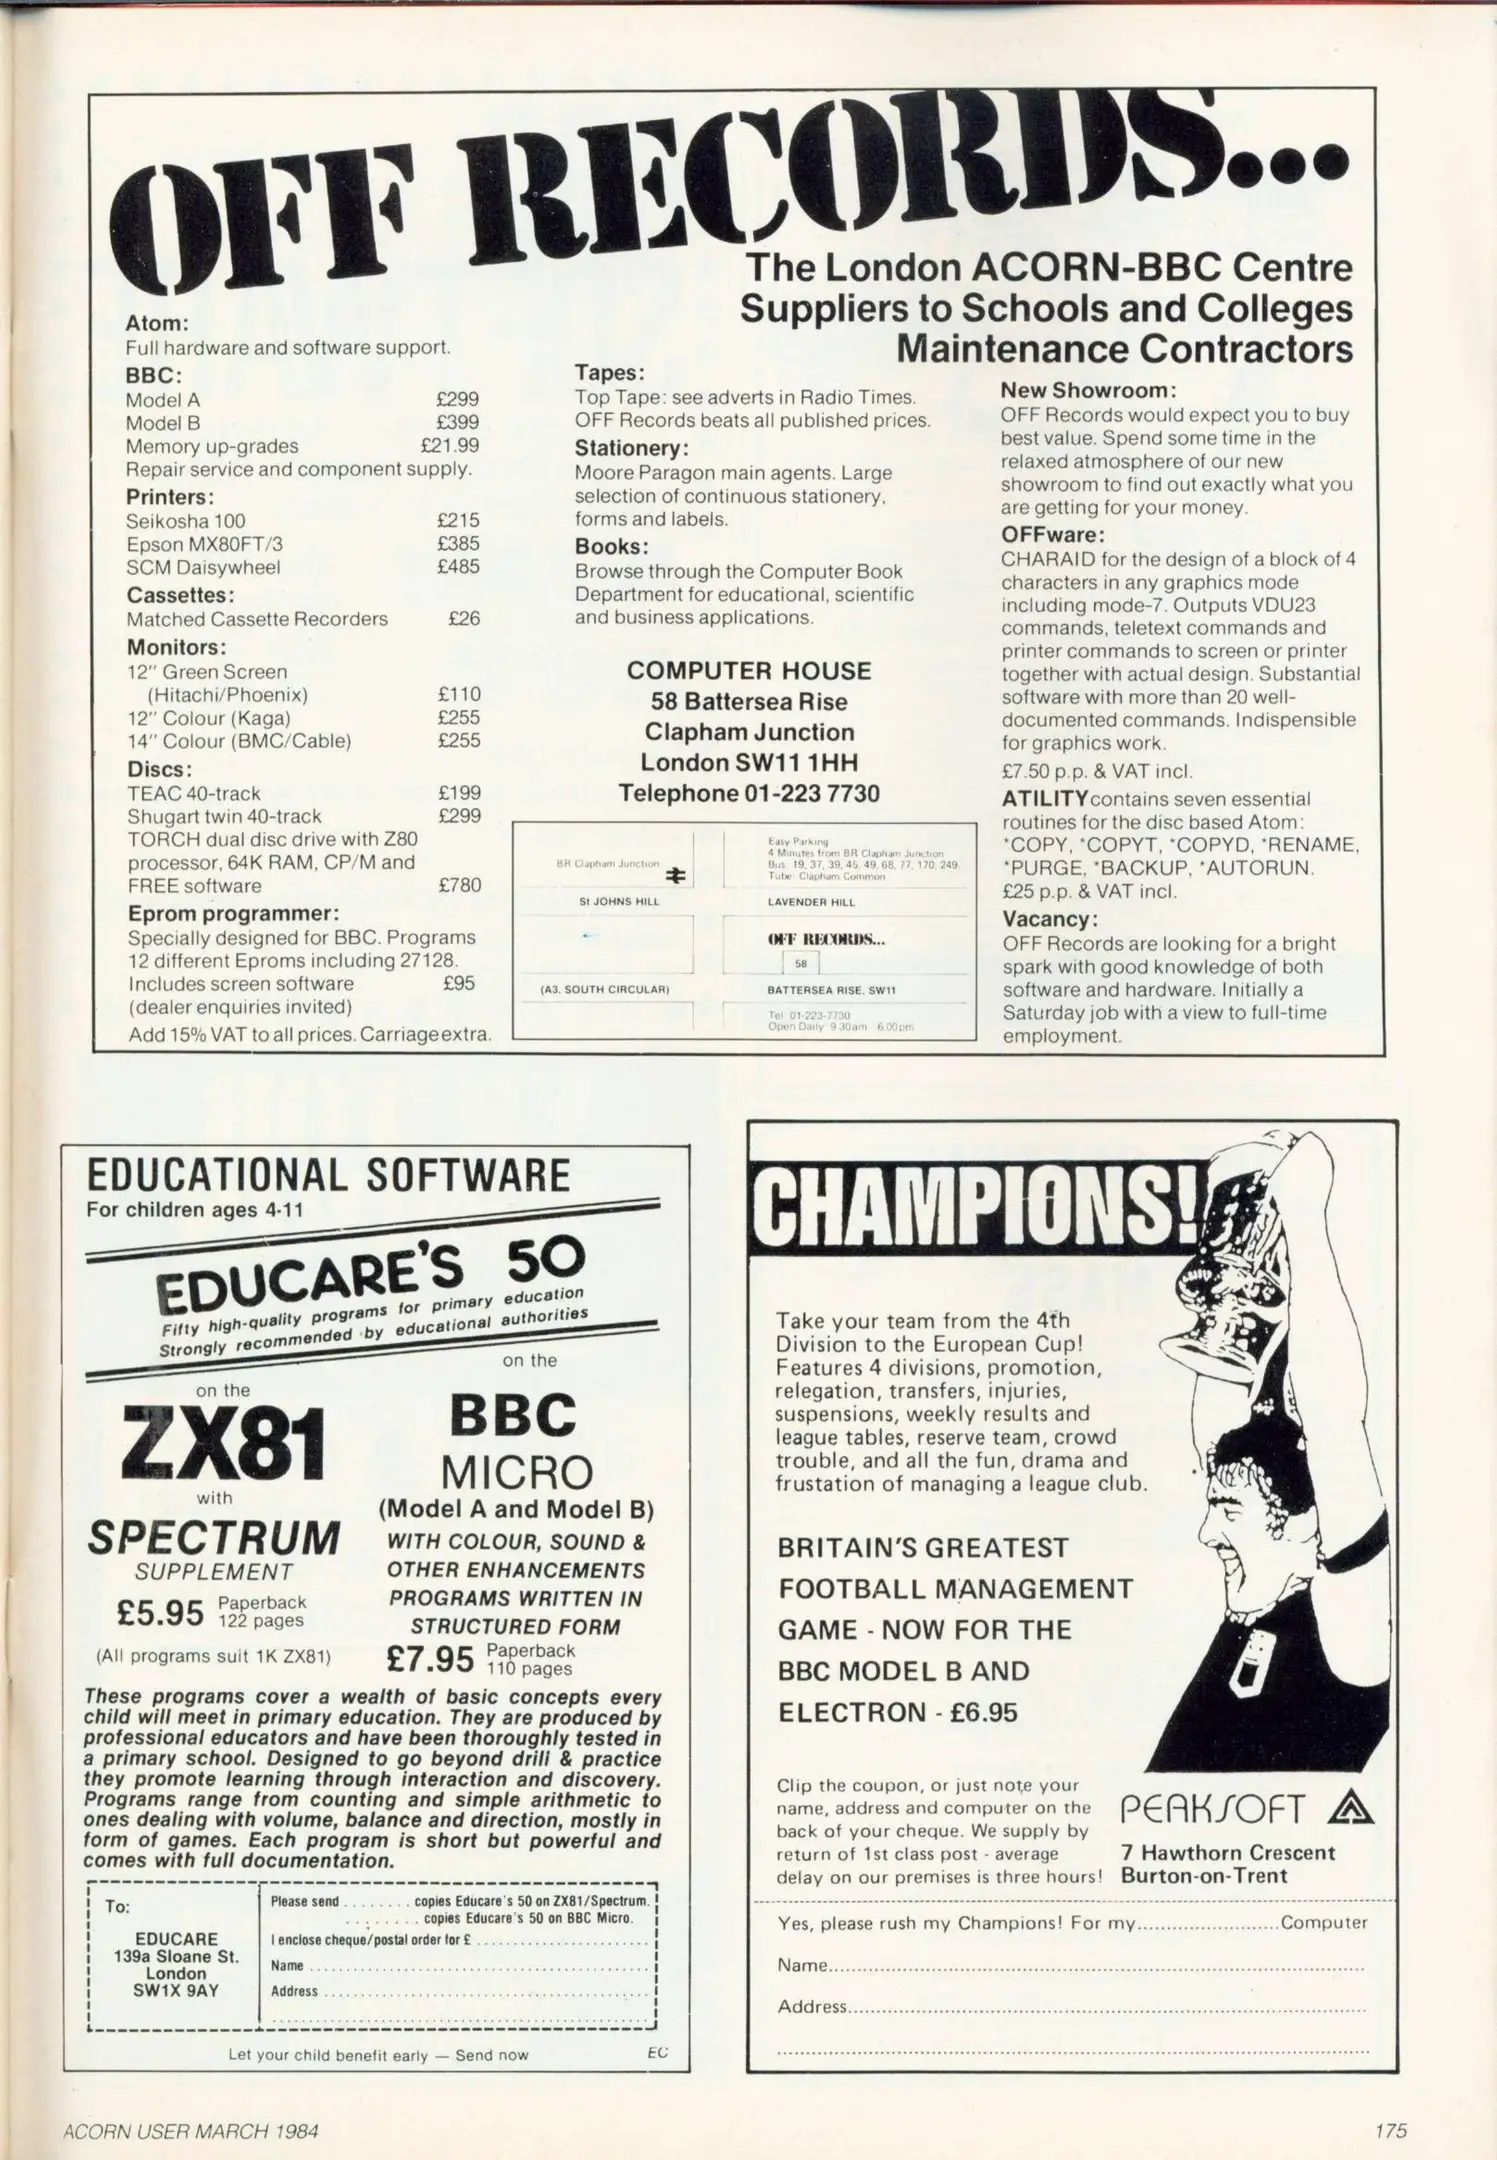 OFF RECORDS...
The London ACORN-BBC Centre
Suppliers to Schools and Colleges
Maintenance Contractors
Atom:
Full hardware and software support.
BBC:
Model A £299
Model B £399
Memory up-grades £21.99
Repair service and component supply.
Printers:
Seikosha 100 £215
Epson MX80FT/3 £385
SCM Daisywheel £485
Cassettes:
Matched Cassette Recorders £26
Monitors:
12" Green Screen
(Hitachi/Phoenix) £110
12" Colour (Kaga) £255
14" Colour (BMC/Cable) £255
Discs:
TEAC 40-track £199
Shugart twin 40-track £299
TORCH dual disc drive with Z80
processor, 64K RAM, CP/M and
FREE software £780
Eprom programmer:
Specially designed for BBC. Programs
12 different Eproms including 27128.
Includes screen software £95
(dealer enquiries invited)
Add 15% VAT to all prices. Carriage extra.
Tapes:
Top Tape: see adverts in Radio Times.
OFF Records beats all published prices.
Stationery:
Moore Paragon main agents. Large
selection of continuous stationery,
forms and labels.
Books:
Browse through the Computer Book
Department for educational, scientific
and business applications.
COMPUTER HOUSE
58 Battersea Rise
Clapham Junction
London SW11 1HH
Telephone 01-223 7730
BR Clapham Junction
Easy Parking
4 Minutes from BR Clapham Junction
Bus: 19, 37, 39, 45, 49, 68, 77, 170, 249.
Tube: Clapham Common
St JOHNS HILL
LAVENDER HILL
OFF RECORDS...
58
(A3. SOUTH CIRCULAR)
BATTERSEA RISE. SW11
Tel: 01-223-7730
Open Daily 9.30am 6.00pm
New Showroom:
OFF Records would expect you to buy
best value. Spend some time in the
relaxed atmosphere of our new
showroom to find out exactly what you
are getting for your money.
OFFware:
CHARAID for the design of a block of 4
characters in any graphics mode
including mode-7. Outputs VDU23
commands, teletext commands and
printer commands to screen or printer
together with actual design. Substantial
software with more than 20 well-
documented commands. Indispensible
for graphics work.
£7.50 p.p. & VAT incl.
ATILITY contains seven essential
routines for the disc based Atom:
*COPY, *COPYT, *COPYD, *RENAME,
*PURGE, *BACKUP, *AUTORUN.
£25 p.p. & VAT incl.
Vacancy:
OFF Records are looking for a bright
spark with good knowledge of both
software and hardware. Initially a
Saturday job with a view to full-time
employment.
EDUCATIONAL SOFTWARE
For children ages 4-11
EDUCARE'S 50
Fifty high-quality programs for primary education
Strongly recommended by educational authorities
on the
ZX81
with
SPECTRUM
SUPPLEMENT
£5.95 Paperback
122 pages
(All programs suit 1K ZX81)
on the
BBC
MICRO
(Model A and Model B)
WITH COLOUR, SOUND &
OTHER ENHANCEMENTS
PROGRAMS WRITTEN IN
STRUCTURED FORM
£7.95 Paperback
110 pages
These programs cover a wealth of basic concepts every
child will meet in primary education. They are produced by
professional educators and have been thoroughly tested in
a primary school. Designed to go beyond drill & practice
they promote learning through interaction and discovery.
Programs range from counting and simple arithmetic to
ones dealing with volume, balance and direction, mostly in
form of games. Each program is short but powerful and
comes with full documentation.
To:
EDUCARE
139a Sloane St.
London
SW1X 9AY
Please send ........ copies Educare's 50 on ZX81/Spectrum.
........ copies Educare's 50 on BBC Micro.
I enclose cheque/postal order for £ ........................
Name ........................
Address ........................
Let your child benefit early — Send now
EC
CHAMPIONS!
Take your team from the 4th
Division to the European Cup!
Features 4 divisions, promotion,
relegation, transfers, injuries,
suspensions, weekly results and
league tables, reserve team, crowd
trouble, and all the fun, drama and
frustation of managing a league club.
BRITAIN'S GREATEST
FOOTBALL MANAGEMENT
GAME - NOW FOR THE
BBC MODEL B AND
ELECTRON - £6.95
Clip the coupon, or just note your
name, address and computer on the
back of your cheque. We supply by
return of 1st class post - average
delay on our premises is three hours!
PEAKSOFT
7 Hawthorn Crescent
Burton-on-Trent
Yes, please rush my Champions! For my........................Computer
Name........................
Address........................
ACORN USER MARCH 1984
175